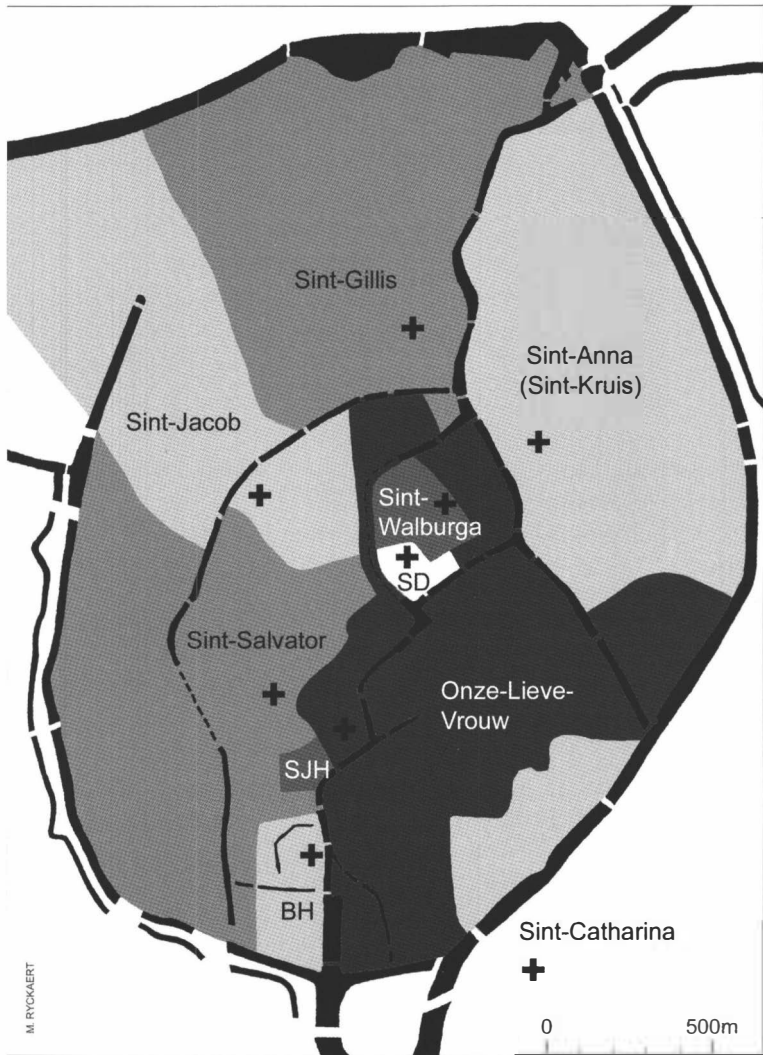 Sint-Gillis
Sint-Anna
(Sint-Kruis)
Sint-Jacob
Sint-
Walburga
SD
Sint-Salvator
Onze-Lieve-
Vrouw
SJH
BH
Sint-Catharina
M. RYCKAERT
0 500m